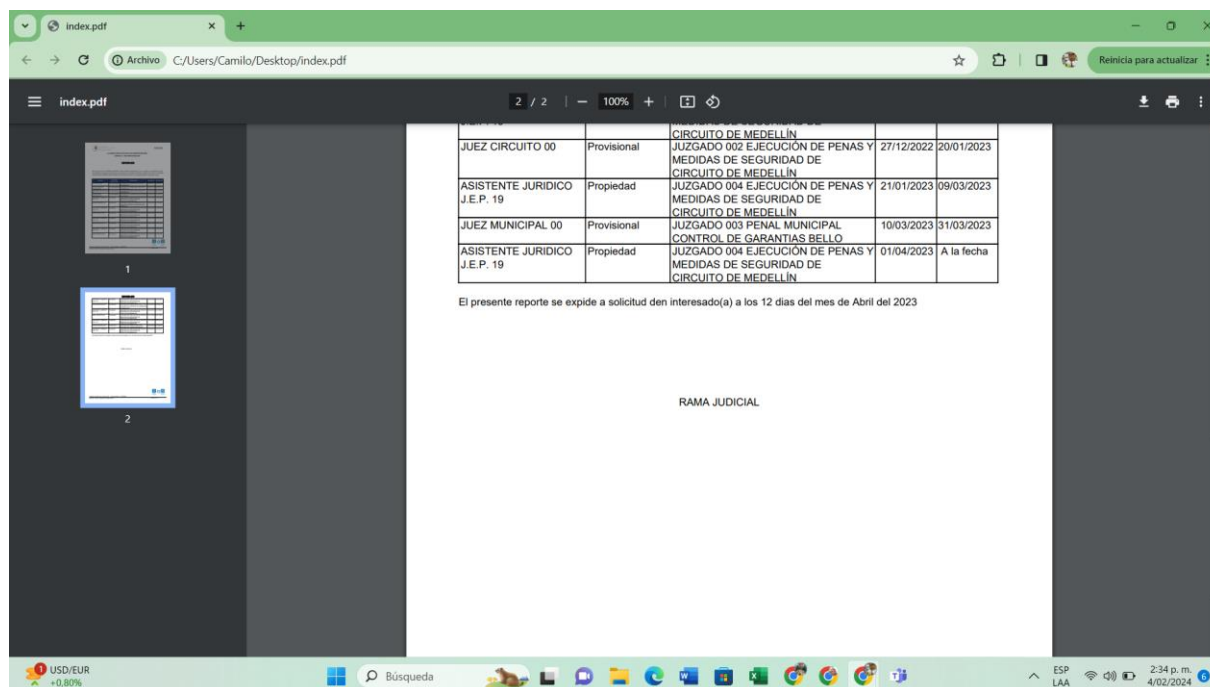 index.pdf
Archivo
C:/Users/Camilo/Desktop/index.pdf
Reinicia para actualizar
index.pdf
2 / 2
100%
CIRCUITO DE MEDELLÍN
JUEZ CIRCUITO 00 Provisional JUZGADO 002 EJECUCIÓN DE PENAS Y 27/12/2022 20/01/2023
MEDIDAS DE SEGURIDAD DE
CIRCUITO DE MEDELLÍN
ASISTENTE JURIDICO Propiedad JUZGADO 004 EJECUCIÓN DE PENAS Y 21/01/2023 09/03/2023
J.E.P. 19 MEDIDAS DE SEGURIDAD DE
CIRCUITO DE MEDELLÍN
JUEZ MUNICIPAL 00 Provisional JUZGADO 003 PENAL MUNICIPAL 10/03/2023 31/03/2023
CONTROL DE GARANTIAS BELLO
ASISTENTE JURIDICO Propiedad JUZGADO 004 EJECUCIÓN DE PENAS Y 01/04/2023 A la fecha
J.E.P. 19 MEDIDAS DE SEGURIDAD DE
CIRCUITO DE MEDELLÍN
El presente reporte se expide a solicitud den interesado(a) a los 12 dias del mes de Abril del 2023
RAMA JUDICIAL
1
2
1
USD/EUR
+0.80%
Búsqueda
ESP
LAA
2:34 p. m.
4/02/2024
6